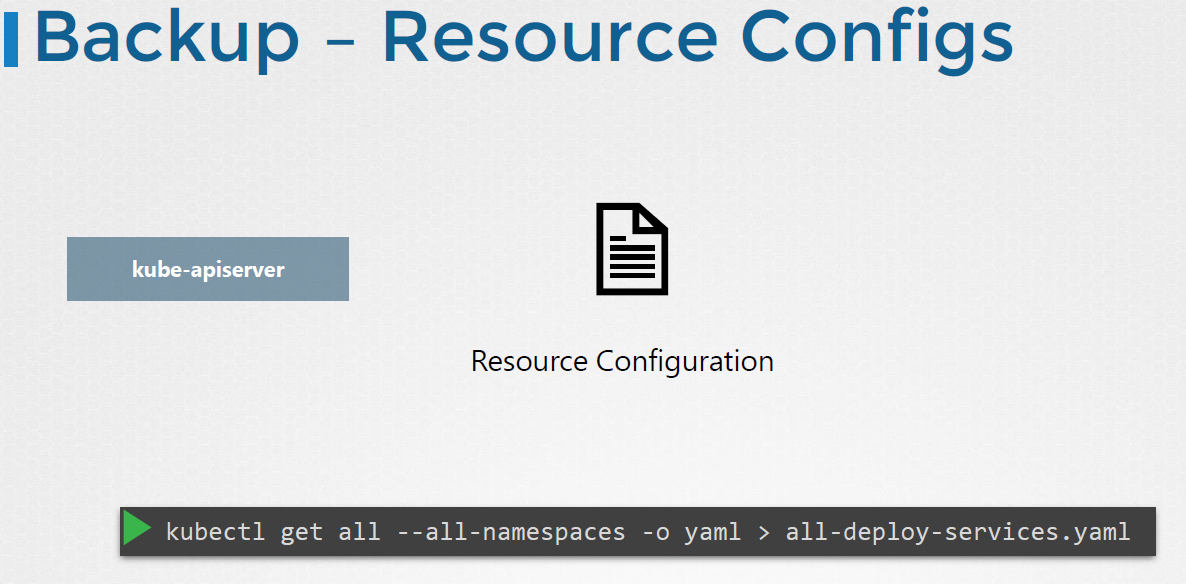 Backup – Resource Configs
kube-apiserver
Resource Configuration
kubectl get all --all-namespaces -o yaml > all-deploy-services.yaml